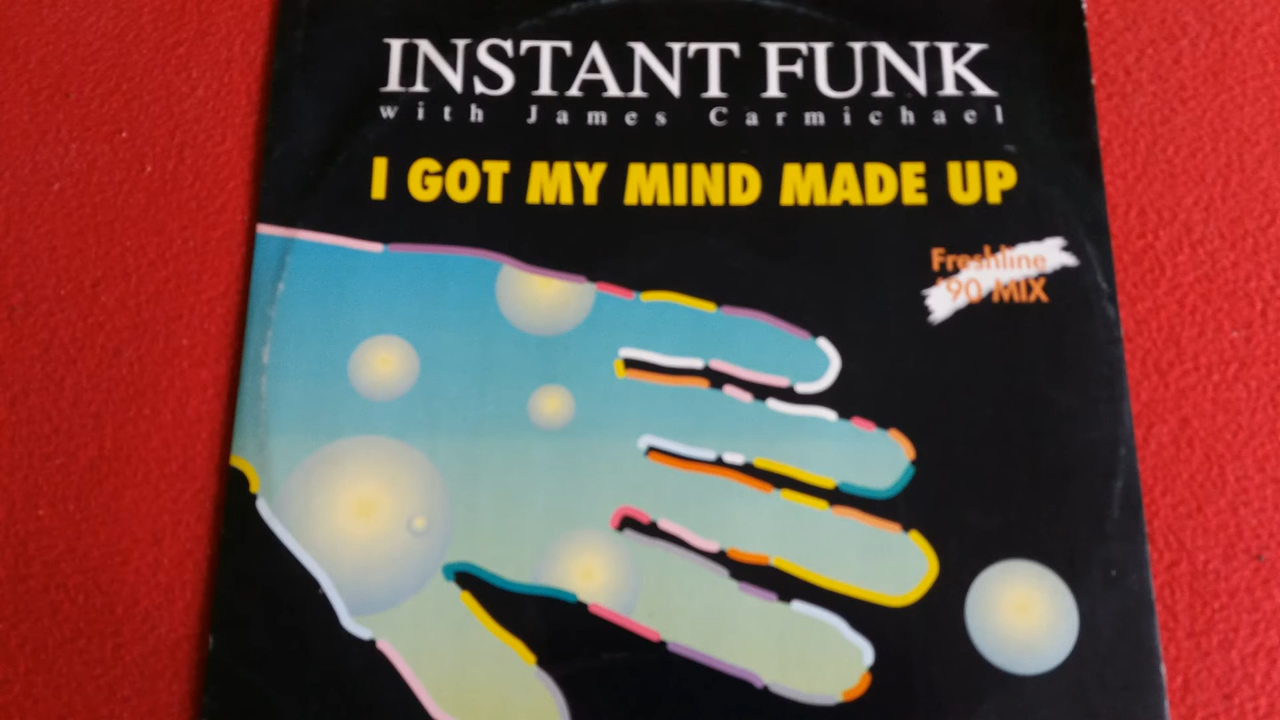 INSTANT FUNK
with James Carmichael
I GOT MY MIND MADE UP
Freshline
'90 MIX